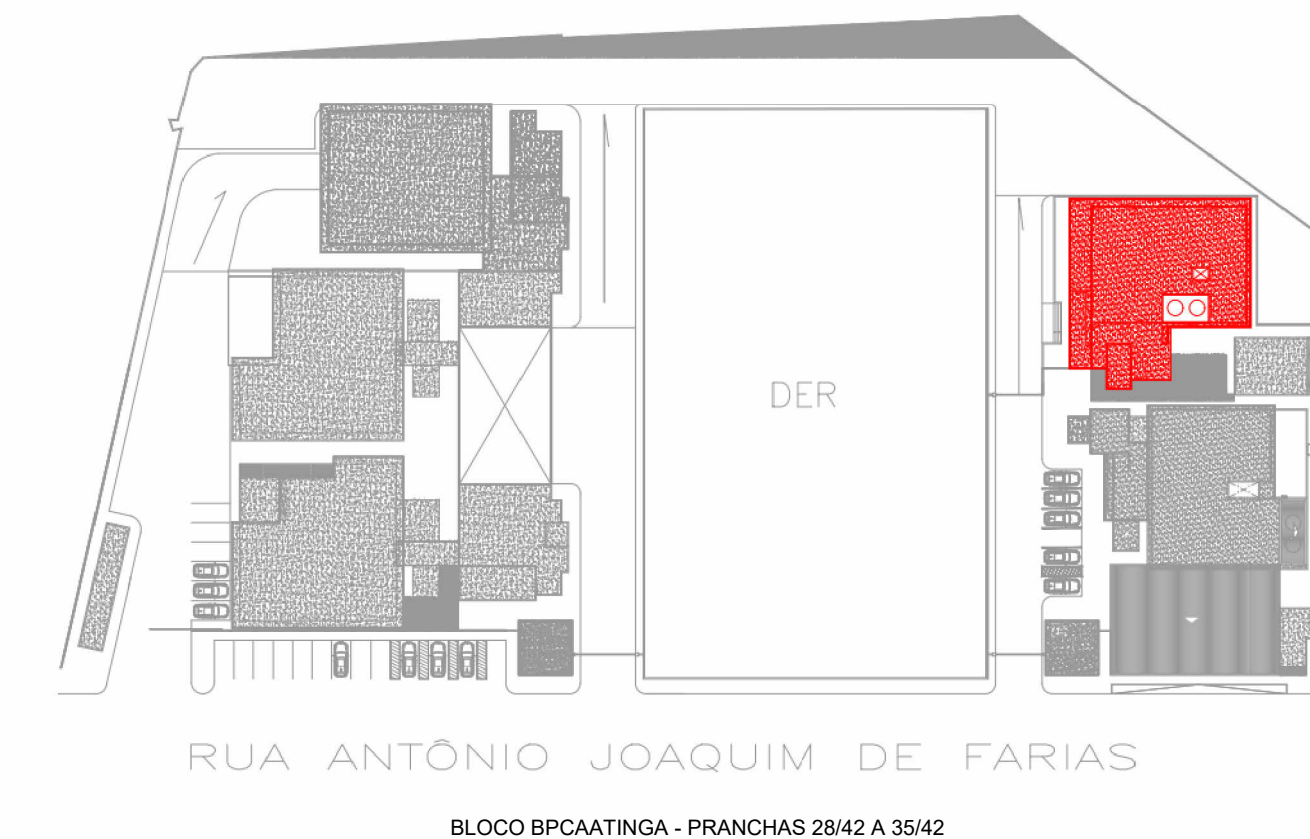 DER
RUA ANTÔNIO JOAQUIM DE FARIAS
BLOCO BPCAATINGA - PRANCHAS 28/42 A 35/42